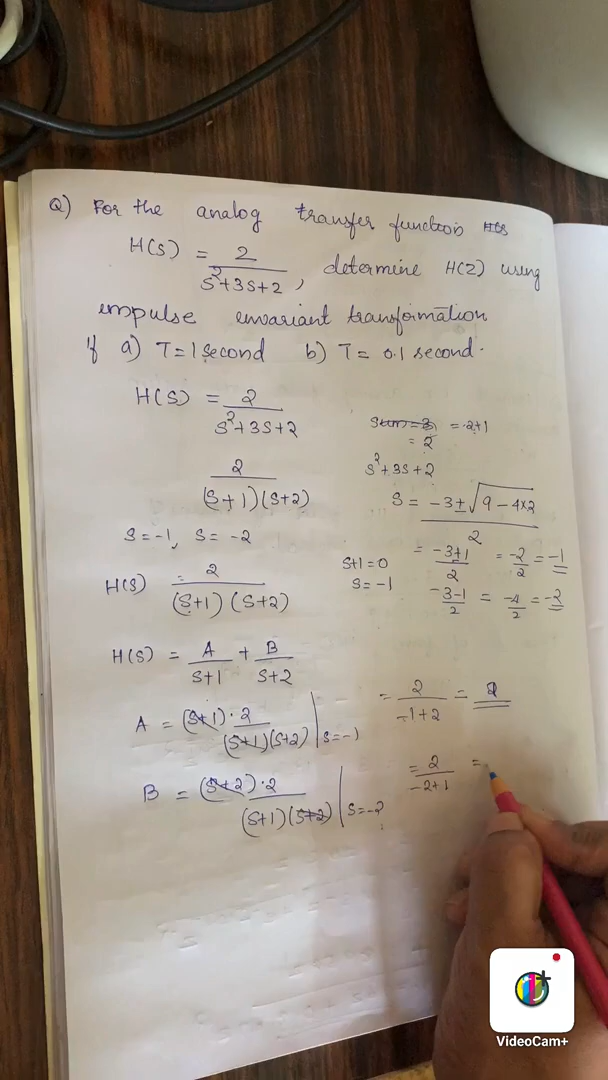 Q) For the analog transfer function
H(s) = 2 / s²+3s+2 , determine H(Z) using
impulse invariant transformation
if a) T=1 second b) T= 0.1 second.
H(s) = 2 / s²+3s+2
2 / (s+1)(s+2)
s=-1, s= -2
H(s) = 2 / (s+1) (s+2)
H(s) = A / s+1 + B / s+2
A = (s+1)·2 / (s+1)(s+2) | s=-1
= 2 / -1+2 = 2
B = (s+2)·2 / (s+1)(s+2) | s=-2
= 2 / -2+1 =
sum = 3 = 2+1
= 2
s²+3s+2
s = -3±√9-4×2 / 2
= -3+1 / 2 = -2 / 2 = -1
s+1=0
s= -1
-3-1 / 2 = -4 / 2 = -2
VideoCam+